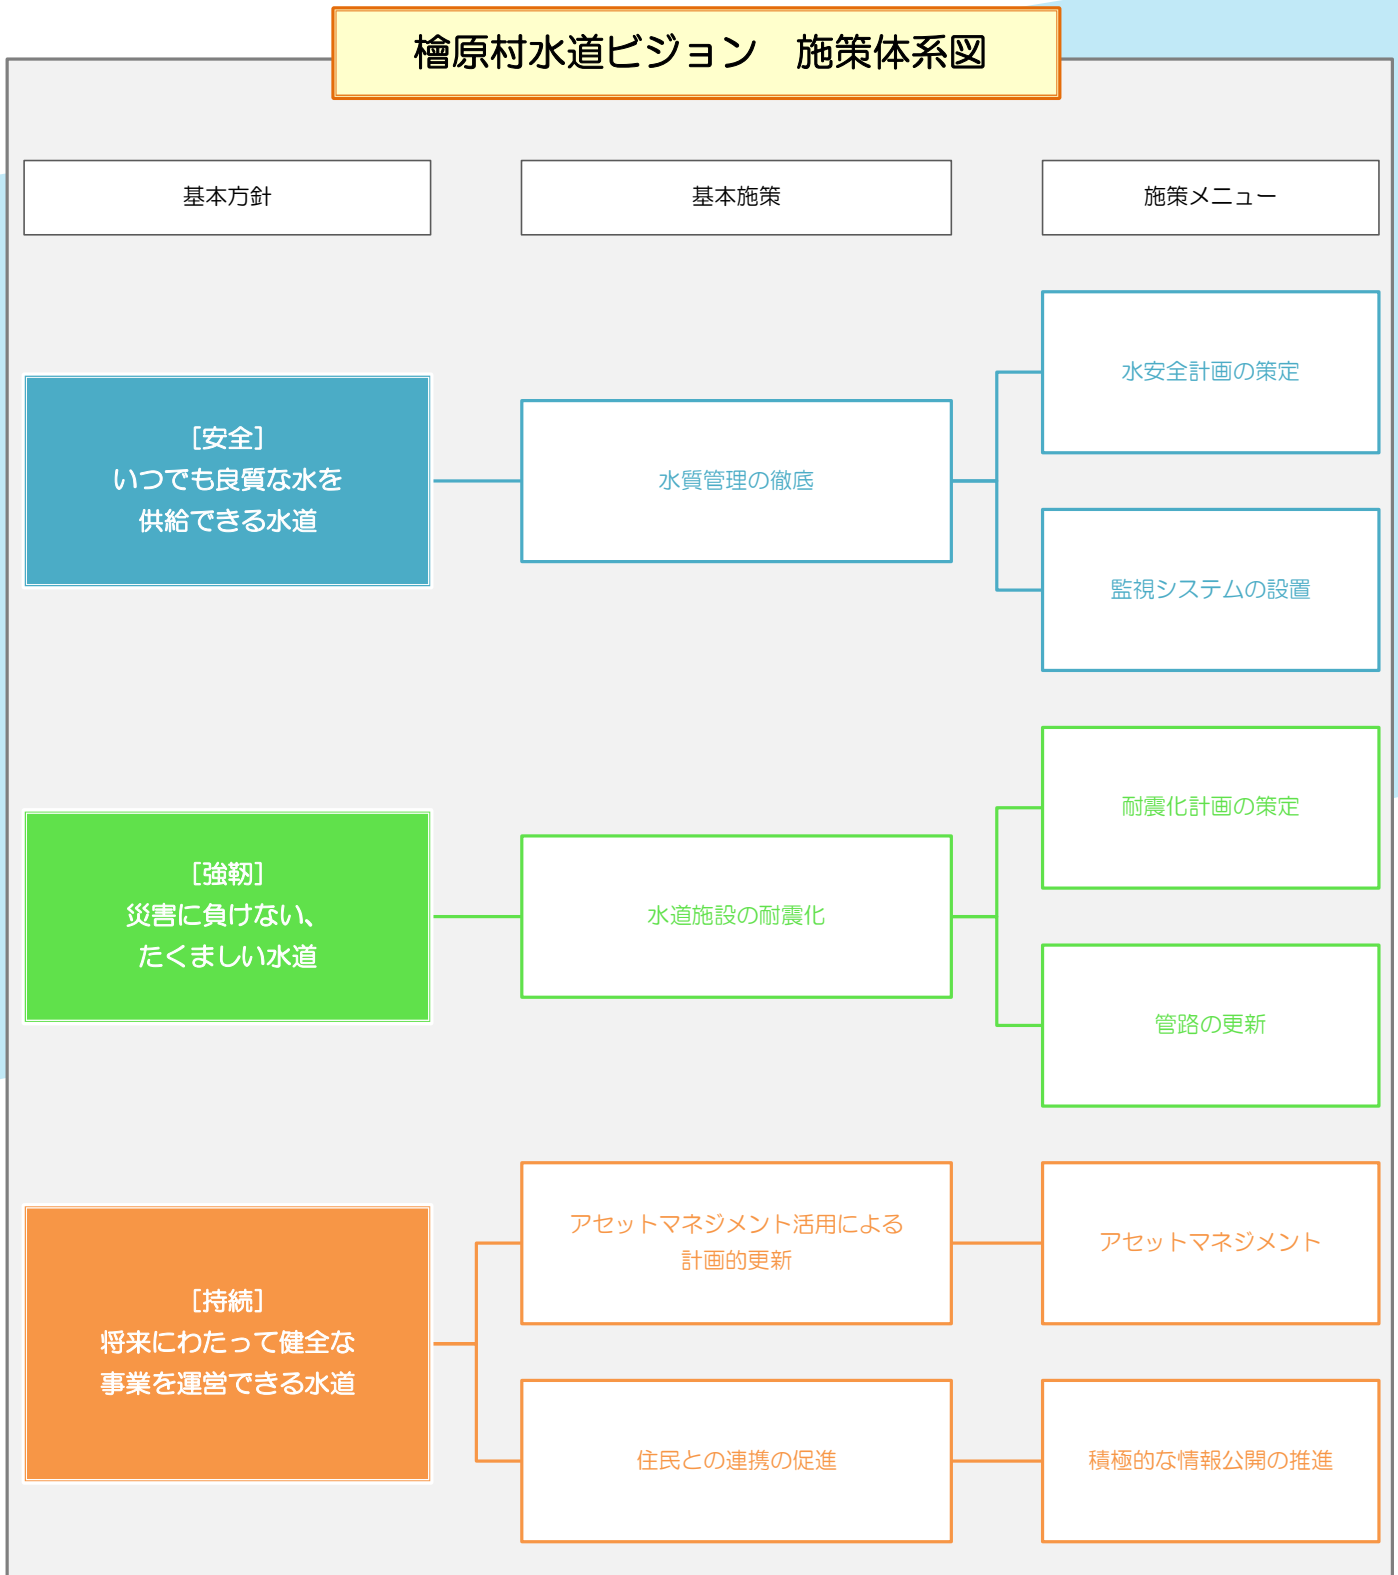 檜原村水道ビジョン　施策体系図
基本方針
基本施策
施策メニュー
[安全]
いつでも良質な水を
供給できる水道
水質管理の徹底
水安全計画の策定
監視システムの設置
[強靭]
災害に負けない、
たくましい水道
水道施設の耐震化
耐震化計画の策定
管路の更新
[持続]
将来にわたって健全な
事業を運営できる水道
アセットマネジメント活用による
計画的更新
アセットマネジメント
住民との連携の促進
積極的な情報公開の推進